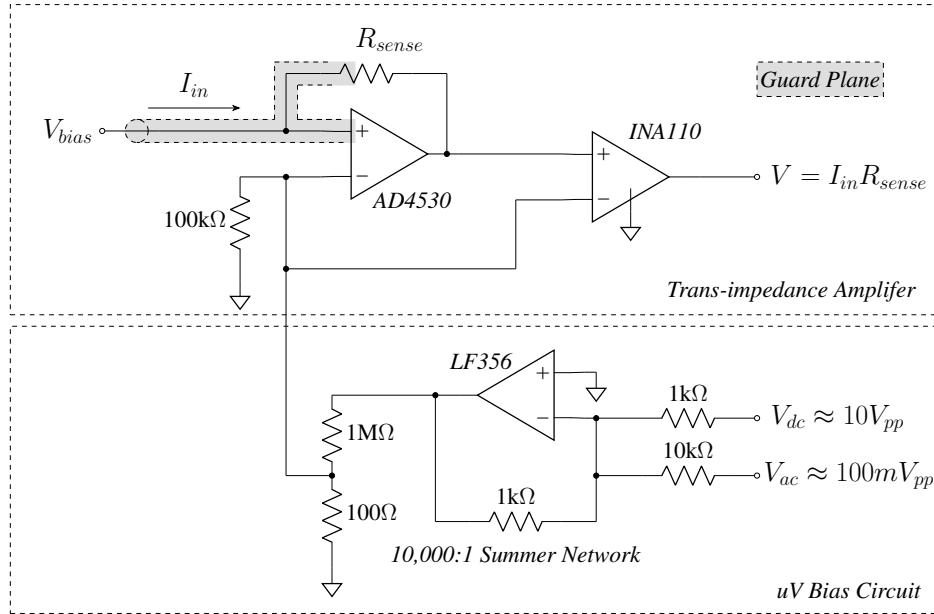 R_sense
I_in
Guard Plane
V_bias
+
−
AD4530
INA110
+
−
V = I_in R_sense
100kΩ
Trans-impedance Amplifer
LF356
+
−
1kΩ
V_dc ≈ 10V_pp
1MΩ
10kΩ
V_ac ≈ 100mV_pp
1kΩ
100Ω
10,000:1 Summer Network
uV Bias Circuit